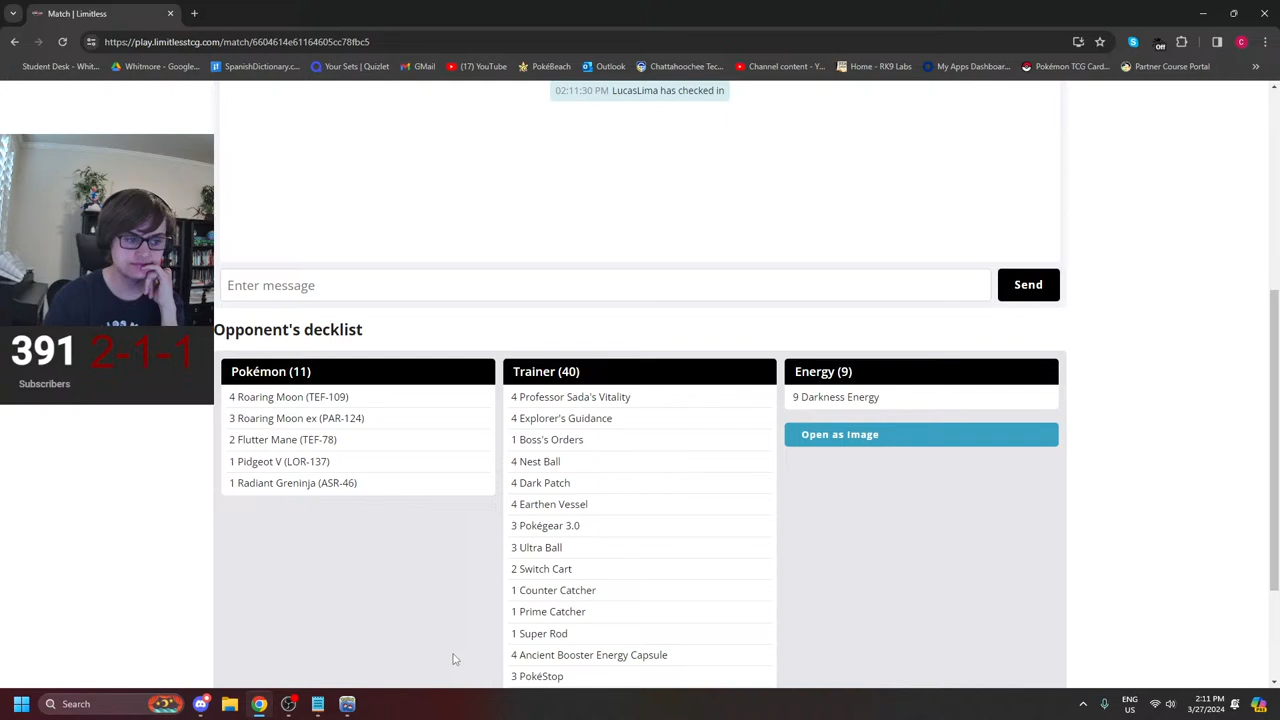 Match | Limitless
https://play.limitlesstcg.com/match/6604614e61164605cc78fbc5
Off
C
Student Desk - Whit...
Whitmore - Google...
SpanishDictionary.c...
Your Sets | Quizlet
GMail
(17) YouTube
PokéBeach
Outlook
Chattahoochee Tec...
Channel content - Y...
Home - RK9 Labs
My Apps Dashboar...
Pokémon TCG Card...
Partner Course Portal
02:11:30 PM LucasLima has checked in
Enter message
Send
Opponent's decklist
391
2-1-1
Subscribers
Pokémon (11)
4 Roaring Moon (TEF-109)
3 Roaring Moon ex (PAR-124)
2 Flutter Mane (TEF-78)
1 Pidgeot V (LOR-137)
1 Radiant Greninja (ASR-46)
Trainer (40)
4 Professor Sada's Vitality
4 Explorer's Guidance
1 Boss's Orders
4 Nest Ball
4 Dark Patch
4 Earthen Vessel
3 Pokégear 3.0
3 Ultra Ball
2 Switch Cart
1 Counter Catcher
1 Prime Catcher
1 Super Rod
4 Ancient Booster Energy Capsule
3 PokéStop
Energy (9)
9 Darkness Energy
Open as Image
Search
ENG
US
2:11 PM
3/27/2024